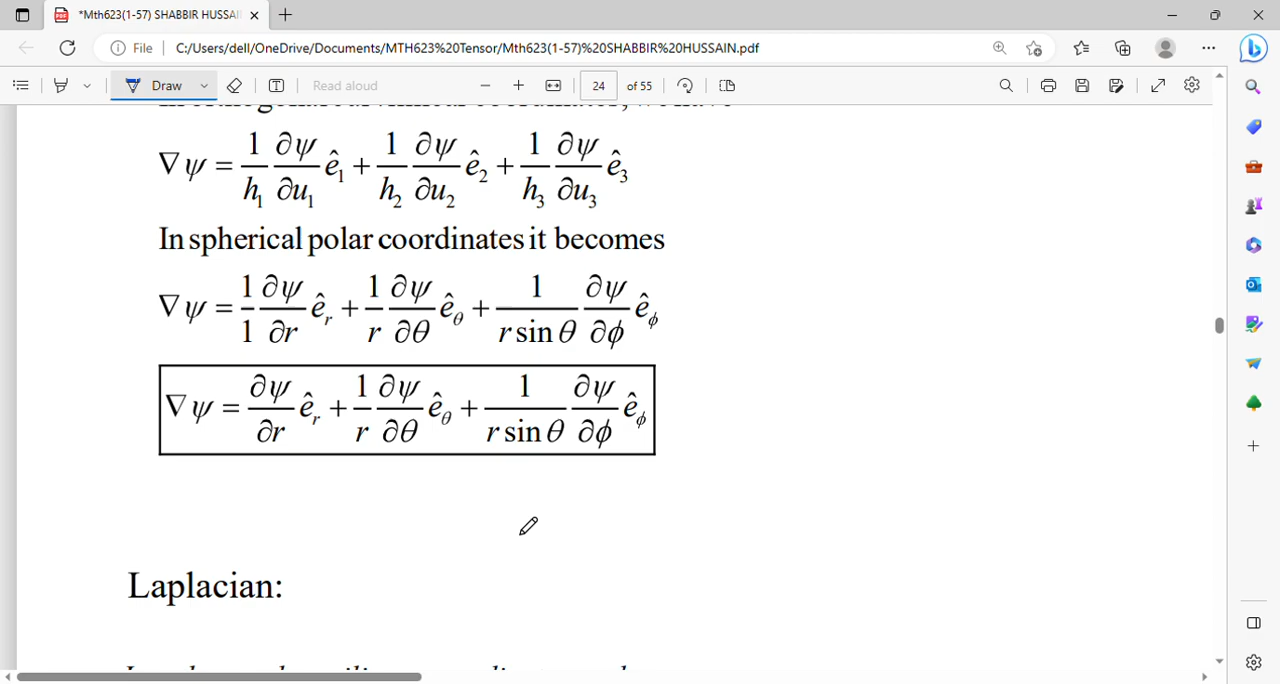 *Mth623(1-57) SHABBIR HUSSAI
File C:/Users/dell/OneDrive/Documents/MTH623%20Tensor/Mth623(1-57)%20SHABBIR%20HUSSAIN.pdf
Draw Read aloud 24 of 55
∇ψ = 1/h₁ ∂ψ/∂u₁ ê₁ + 1/h₂ ∂ψ/∂u₂ ê₂ + 1/h₃ ∂ψ/∂u₃ ê₃
In spherical polar coordinates it becomes
∇ψ = 1/1 ∂ψ/∂r ê_r + 1/r ∂ψ/∂θ ê_θ + 1/(r sin θ) ∂ψ/∂ϕ ê_ϕ
∇ψ = ∂ψ/∂r ê_r + 1/r ∂ψ/∂θ ê_θ + 1/(r sin θ) ∂ψ/∂ϕ ê_ϕ
Laplacian: